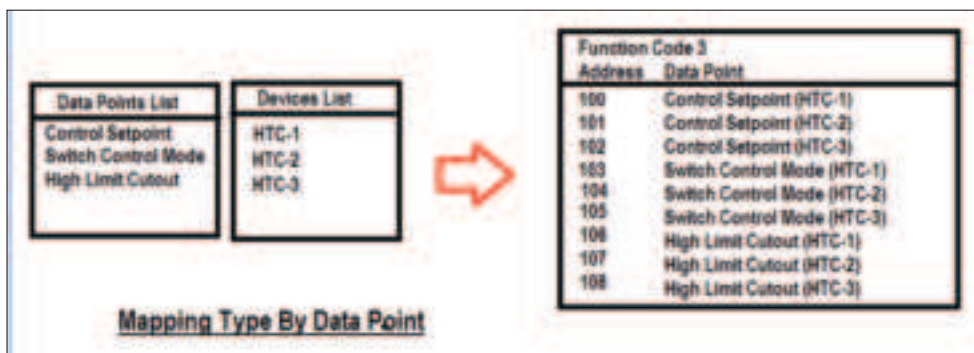 Data Points List
Control Setpoint
Switch Control Mode
High Limit Cutout
Devices List
HTC-1
HTC-2
HTC-3
Function Code 3
Address Data Point
100 Control Setpoint (HTC-1)
101 Control Setpoint (HTC-2)
102 Control Setpoint (HTC-3)
103 Switch Control Mode (HTC-1)
104 Switch Control Mode (HTC-2)
105 Switch Control Mode (HTC-3)
106 High Limit Cutout (HTC-1)
107 High Limit Cutout (HTC-2)
108 High Limit Cutout (HTC-3)
Mapping Type By Data Point